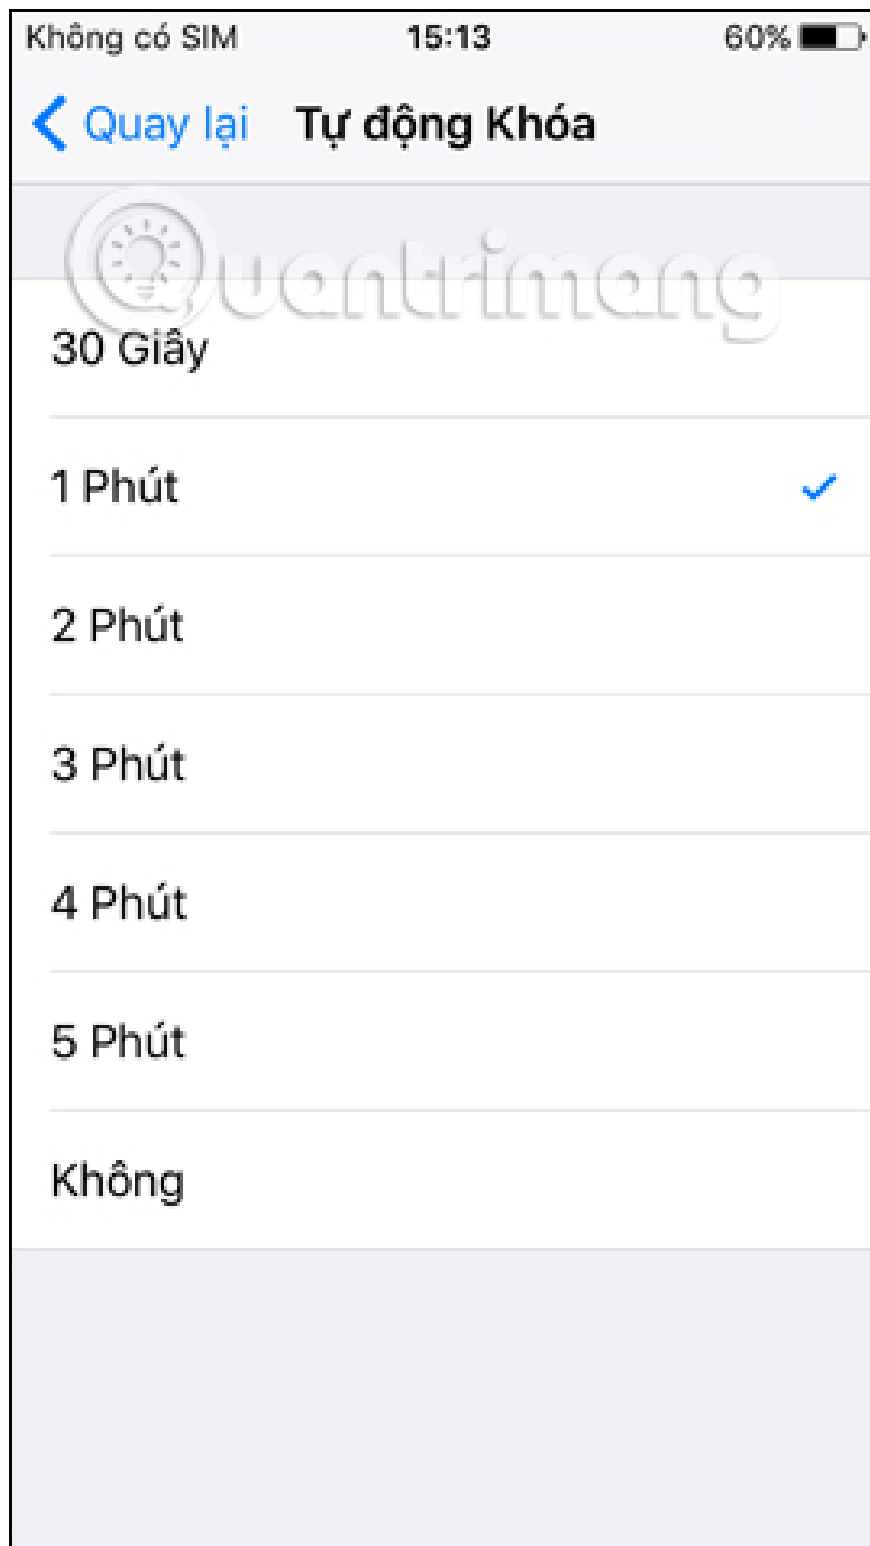 Không có SIM 15:13 60%
Quay lại Tự động Khóa
Quantrimang
30 Giây
1 Phút
2 Phút
3 Phút
4 Phút
5 Phút
Không